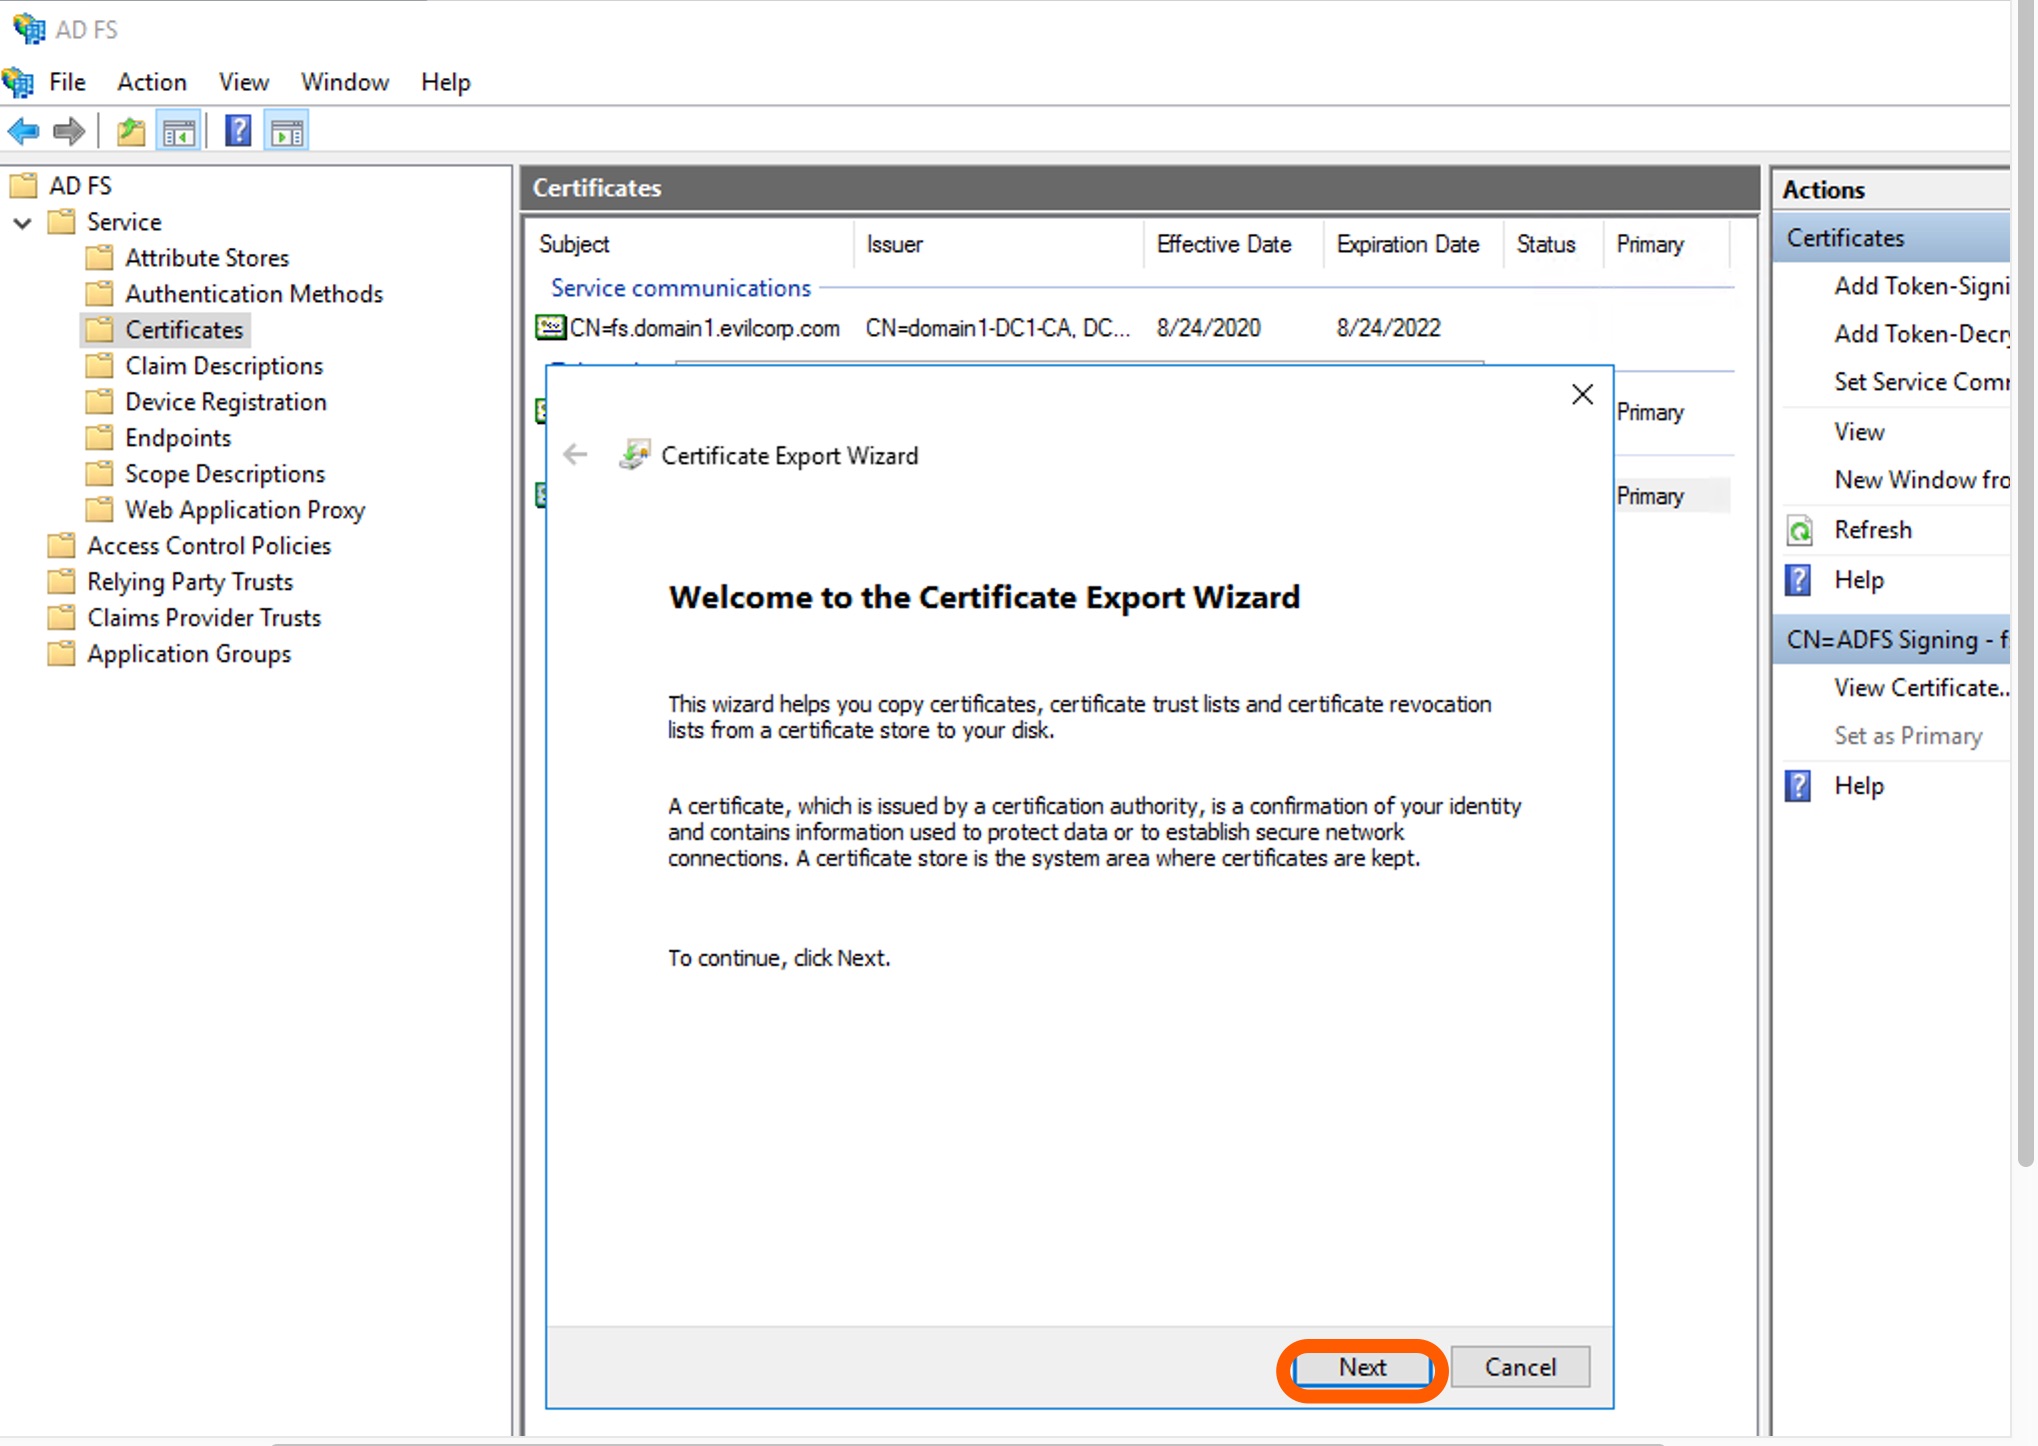 AD FS
File Action View Window Help
AD FS
Service
Attribute Stores
Authentication Methods
Certificates
Claim Descriptions
Device Registration
Endpoints
Scope Descriptions
Web Application Proxy
Access Control Policies
Relying Party Trusts
Claims Provider Trusts
Application Groups
Certificates
Subject Issuer Effective Date Expiration Date Status Primary
Service communications
CN=fs.domain1.evilcorp.com CN=domain1-DC1-CA, DC... 8/24/2020 8/24/2022
Primary
Primary
Certificate Export Wizard
Welcome to the Certificate Export Wizard
This wizard helps you copy certificates, certificate trust lists and certificate revocation
lists from a certificate store to your disk.
A certificate, which is issued by a certification authority, is a confirmation of your identity
and contains information used to protect data or to establish secure network
connections. A certificate store is the system area where certificates are kept.
To continue, click Next.
Next Cancel
Actions
Certificates
Add Token-Signi
Add Token-Decry
Set Service Com
View
New Window fro
Refresh
Help
CN=ADFS Signing - f
View Certificate..
Set as Primary
Help